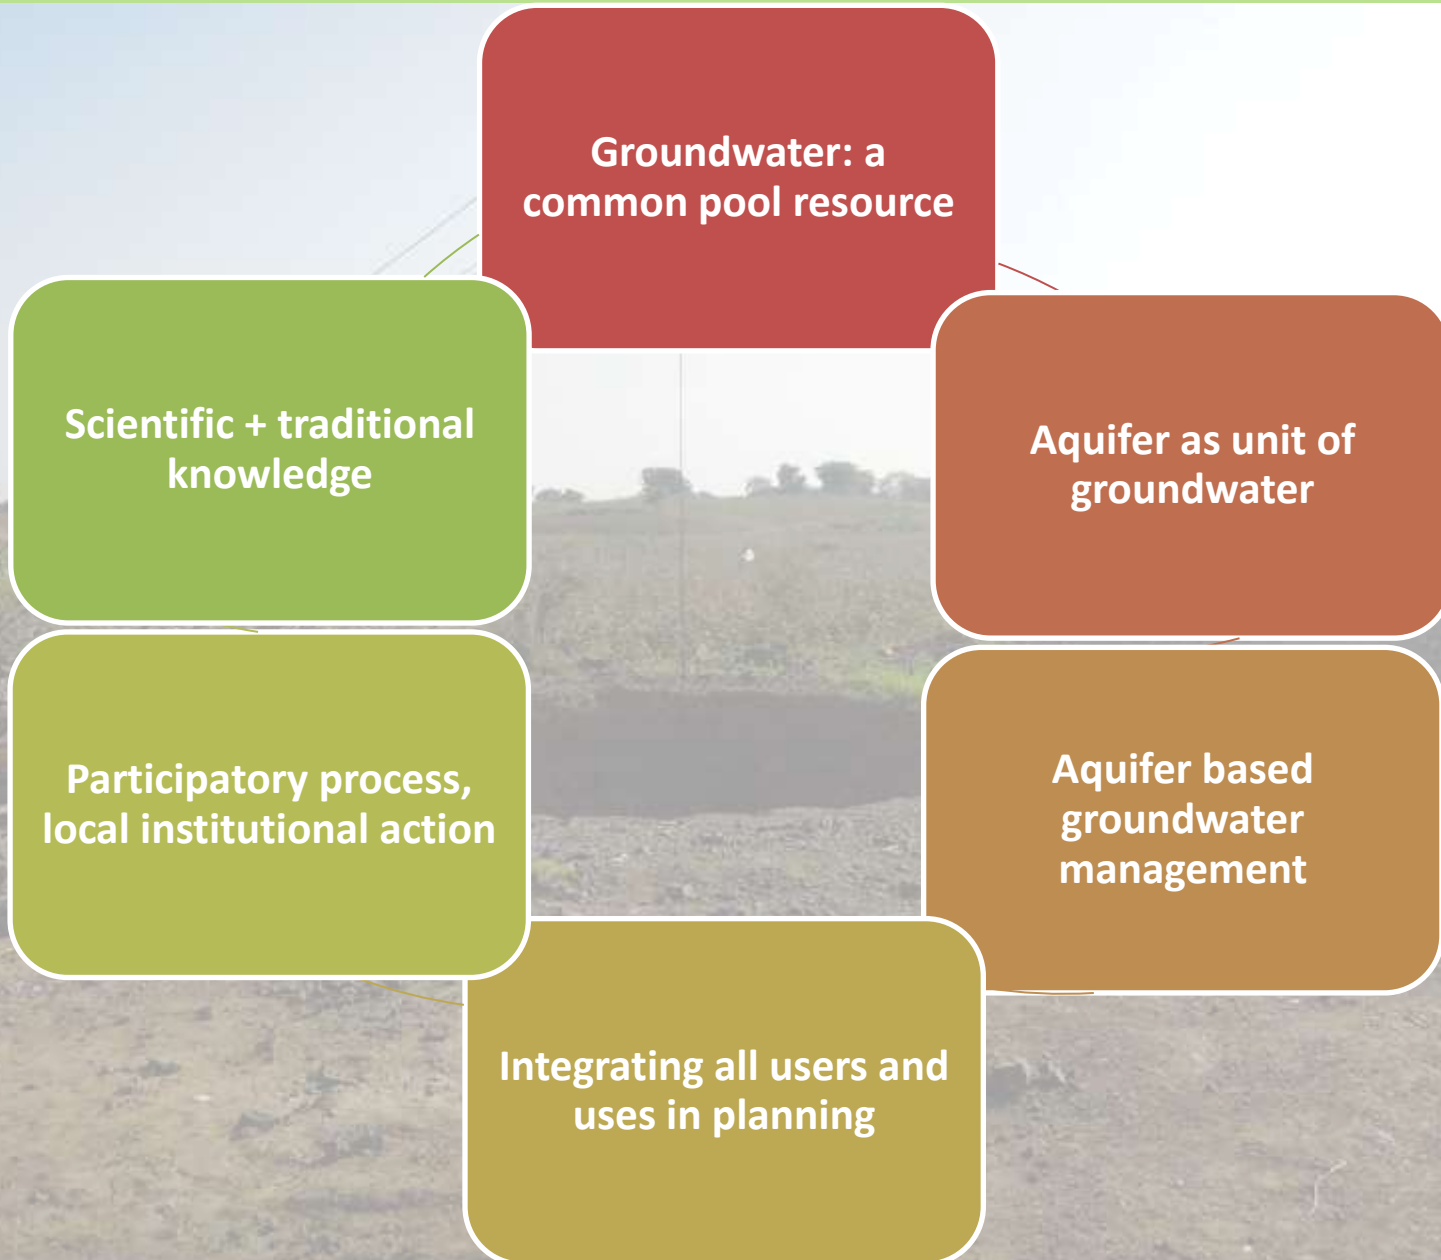 Groundwater: a
common pool resource
Aquifer as unit of
groundwater
Aquifer based
groundwater
management
Integrating all users and
uses in planning
Participatory process,
local institutional action
Scientific + traditional
knowledge